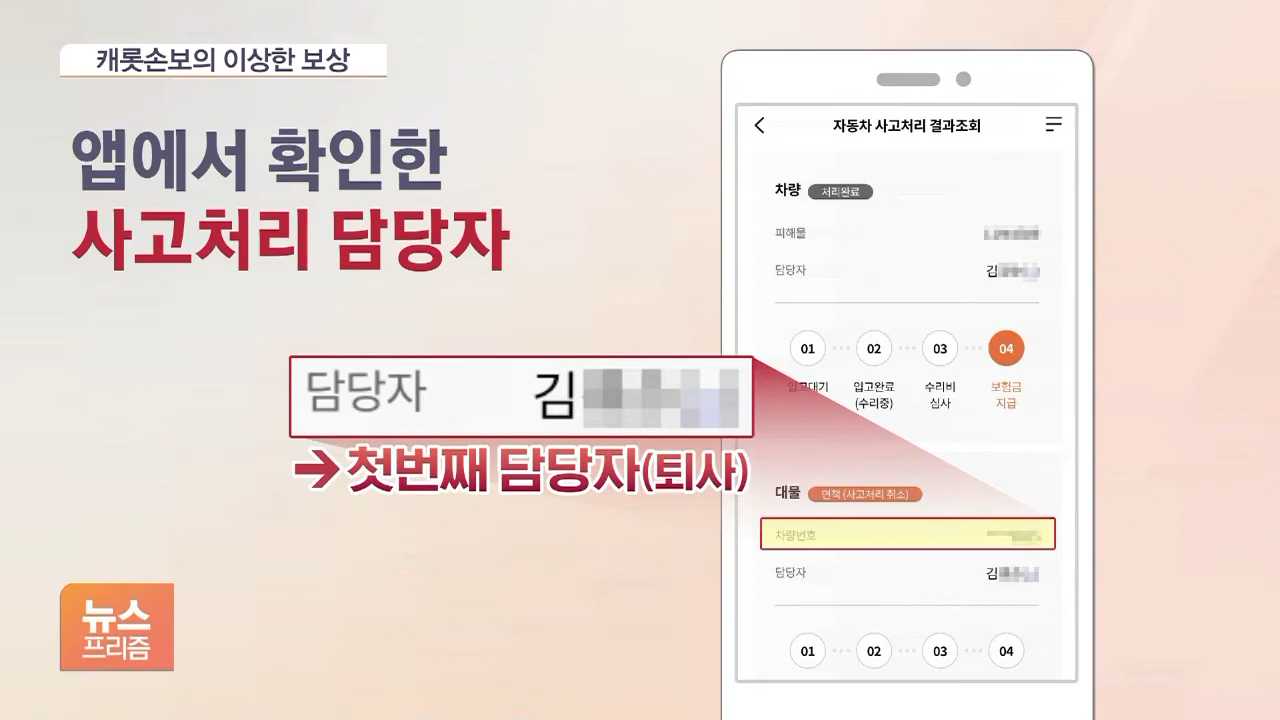 캐롯손보의 이상한 보상
앱에서 확인한
사고처리 담당자
담당자 김
→ 첫번째 담당자(퇴사)
뉴스
프리즘
자동차 사고처리 결과조회
차량 처리완료
피해물
담당자 김
01 02 03 04
입고대기 입고완료 수리비 보험금
(수리중) 심사 지급
대물 면책 (사고처리 취소)
차량번호
담당자 김
01 02 03 04